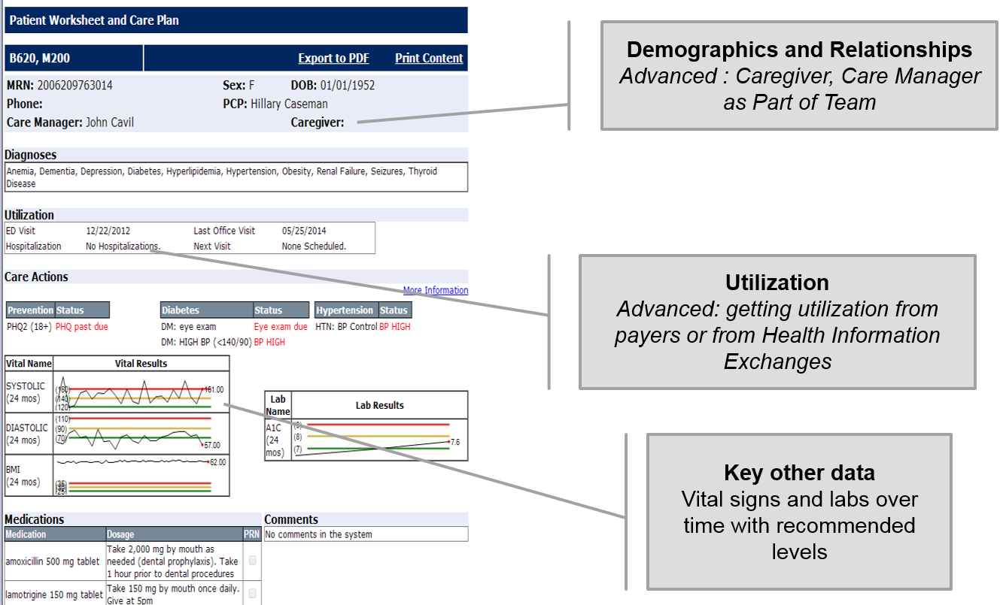 Patient Worksheet and Care Plan
B620, M200 Export to PDF Print Content
MRN: 2006209763014 Sex: F DOB: 01/01/1952
Phone: PCP: Hillary Caseman
Care Manager: John Cavil Caregiver:
Diagnoses
Anemia, Dementia, Depression, Diabetes, Hyperlipidemia, Hypertension, Obesity, Renal Failure, Seizures, Thyroid
Disease
Utilization
ED Visit 12/22/2012 Last Office Visit 05/25/2014
Hospitalization No Hospitalizations. Next Visit None Scheduled.
Care Actions
More Information
Prevention Status
PHQ2 (18+) PHQ past due
Diabetes Status
DM: eye exam Eye exam due
DM: HIGH BP (<140/90) BP HIGH
Hypertension Status
HTN: BP Control BP HIGH
Vital Name Vital Results
SYSTOLIC
(24 mos)
(160)
(140)
(120)
161.00
DIASTOLIC
(24 mos)
(110)
(90)
(70)
57.00
BMI
(24 mos)
(35)
(25)
62.00
Lab
Name
Lab Results
A1C
(24
mos)
(8)
(7)
7.6
Medications
Medication Dosage PRN
amoxicillin 500 mg tablet
Take 2,000 mg by mouth as
needed (dental prophylaxis). Take
1 hour prior to dental procedures
lamotrigine 150 mg tablet
Take 150 mg by mouth once daily.
Give at 5pm
Comments
No comments in the system
Demographics and Relationships
Advanced : Caregiver, Care Manager
as Part of Team
Utilization
Advanced: getting utilization from
payers or from Health Information
Exchanges
Key other data
Vital signs and labs over
time with recommended
levels